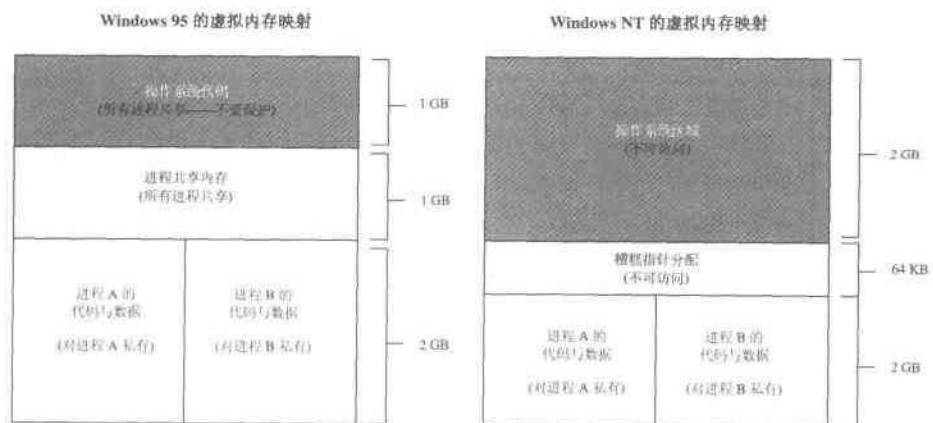 Windows 95 的虚拟内存映射
操作系统代码
(所有进程共享——不受保护)
1 GB
进程共享内存
(所有进程共享)
1 GB
进程 A 的
代码与数据
(对进程 A 私有)
进程 B 的
代码与数据
(对进程 B 私有)
2 GB
Windows NT 的虚拟内存映射
操作系统区域
(不可访问)
2 GB
糟糕指针分配
(不可访问)
64 KB
进程 A 的
代码与数据
(对进程 A 私有)
进程 B 的
代码与数据
(对进程 B 私有)
2 GB